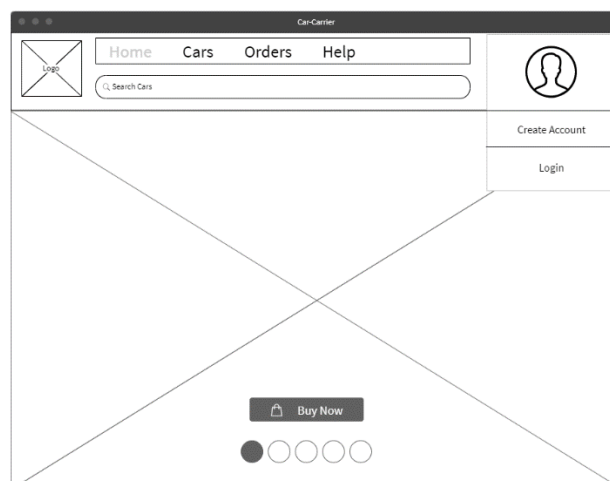 Car-Carrier
Logo
Home Cars Orders Help
Search Cars
Create Account
Login
Buy Now